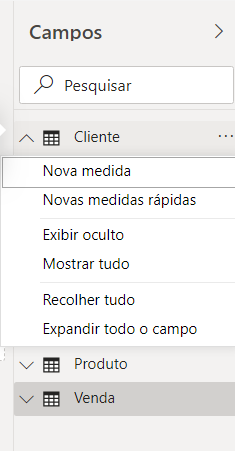 Campos
Pesquisar
Cliente
Nova medida
Novas medidas rápidas
Exibir oculto
Mostrar tudo
Recolher tudo
Expandir todo o campo
Produto
Venda